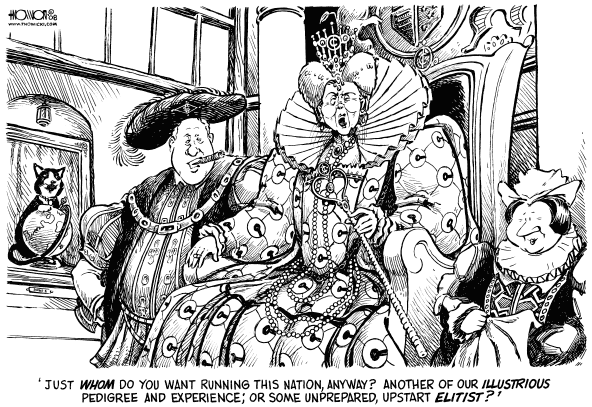 'JUST WHOM DO YOU WANT RUNNING THIS NATION, ANYWAY? ANOTHER OF OUR ILLUSTRIOUS
PEDIGREE AND EXPERIENCE; OR SOME UNPREPARED, UPSTART ELITIST?'